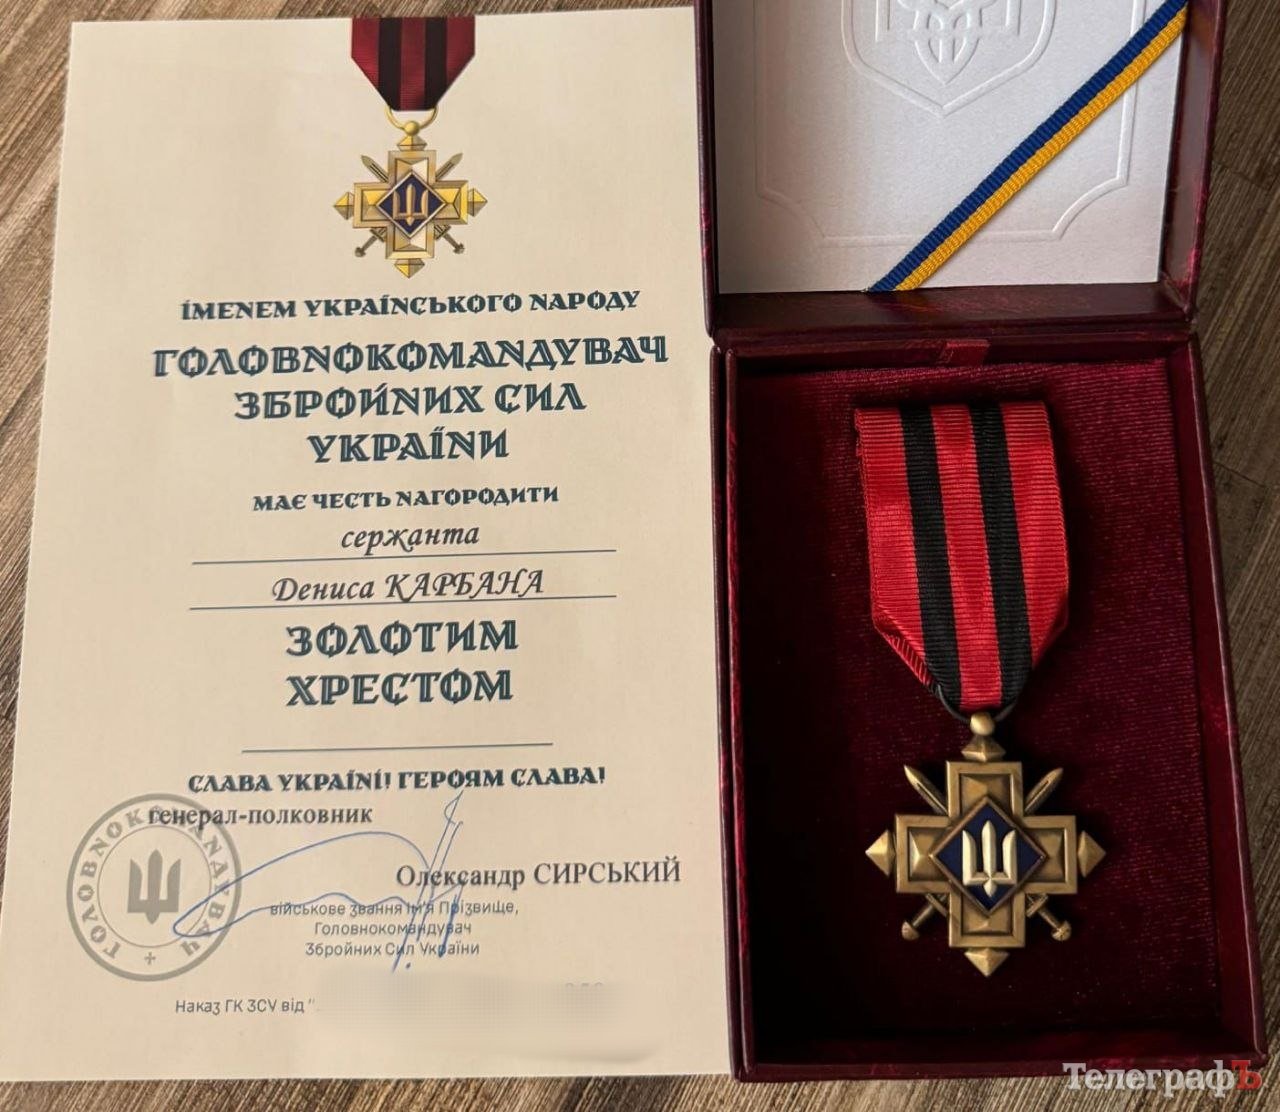 ІМЕНЕМ УКРАЇНСЬКОГО НАРОДУ
ГОЛОВНОКОМАНДУВАЧ
ЗБРОЙНИХ СИЛ
УКРАЇНИ
МАЄ ЧЕСТЬ НАГОРОДИТИ
сержанта
Дениса КАРБАНА
ЗОЛОТИМ
ХРЕСТОМ
СЛАВА УКРАЇНІ! ГЕРОЯМ СЛАВА!
генерал-полковник
ГОЛОВНОКОМАНДУВАЧ
Олександр СИРСЬКИЙ
військове звання Ім'я Прізвище,
Головнокомандувач
Збройних Сил України
Наказ ГК ЗСУ від "
ТелеграфЪ